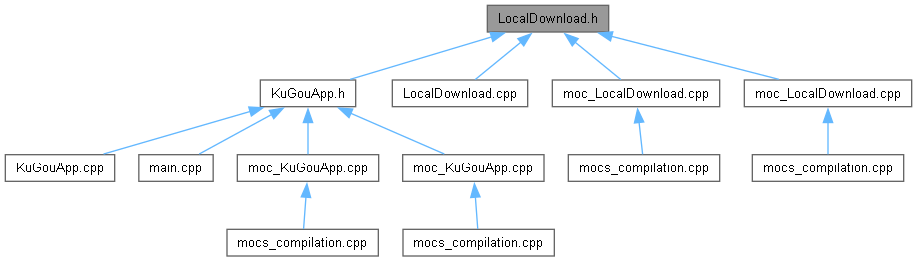 LocalDownload.h
KuGouApp.h
LocalDownload.cpp
moc_LocalDownload.cpp
moc_LocalDownload.cpp
KuGouApp.cpp
main.cpp
moc_KuGouApp.cpp
moc_KuGouApp.cpp
mocs_compilation.cpp
mocs_compilation.cpp
mocs_compilation.cpp
mocs_compilation.cpp